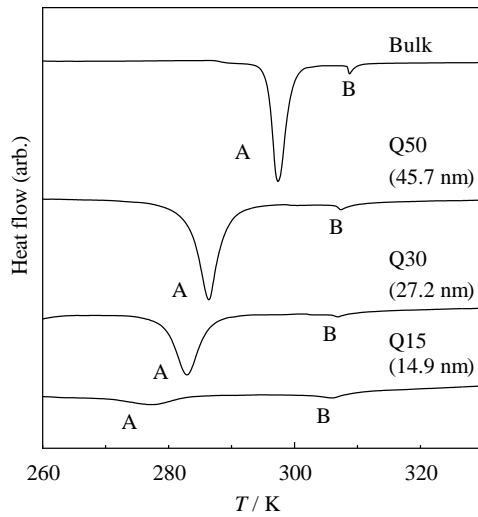 Bulk
B
A
Q50
(45.7 nm)
B
Q30
A
(27.2 nm)
B
Q15
A
(14.9 nm)
A
B
Heat flow (arb.)
260
280
300
320
T / K